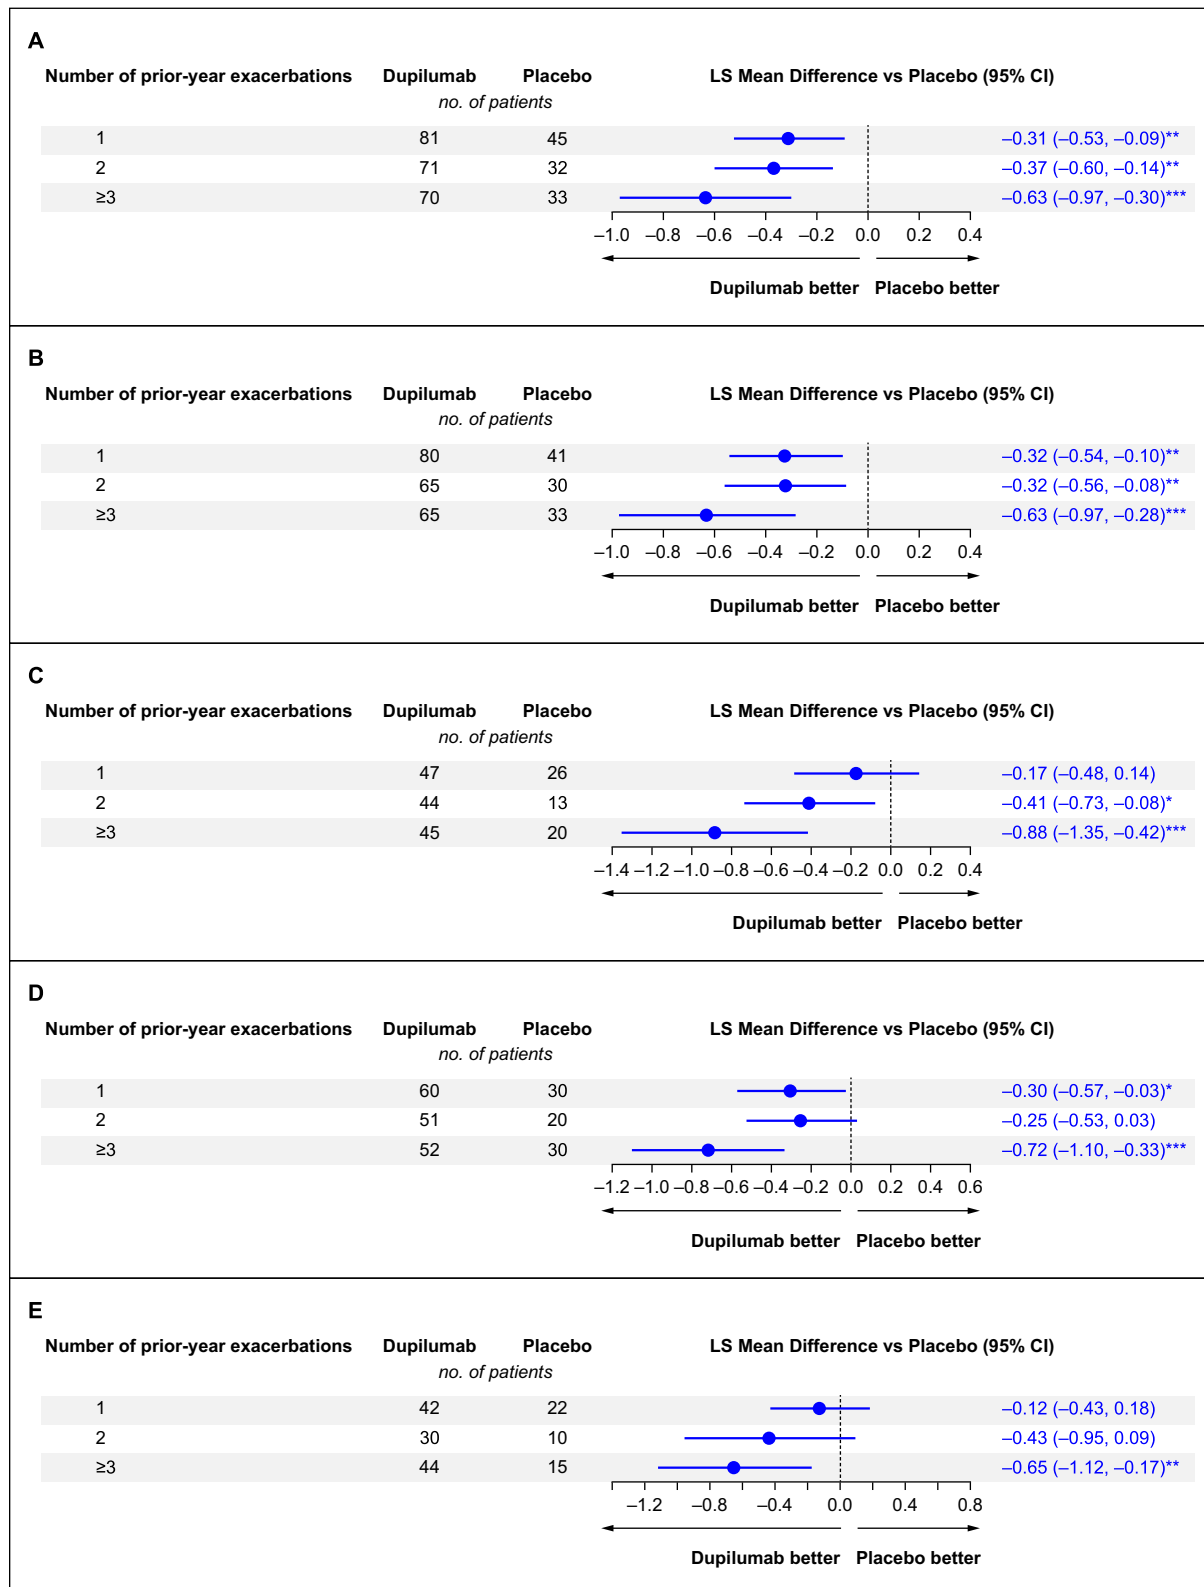 A
Number of prior-year exacerbations Dupilumab Placebo LS Mean Difference vs Placebo (95% CI)
no. of patients
1 81 45 –0.31 (–0.53, –0.09)**
2 71 32 –0.37 (–0.60, –0.14)**
≥3 70 33 –0.63 (–0.97, –0.30)***
–1.0 –0.8 –0.6 –0.4 –0.2 0.0 0.2 0.4
Dupilumab better Placebo better
B
Number of prior-year exacerbations Dupilumab Placebo LS Mean Difference vs Placebo (95% CI)
no. of patients
1 80 41 –0.32 (–0.54, –0.10)**
2 65 30 –0.32 (–0.56, –0.08)**
≥3 65 33 –0.63 (–0.97, –0.28)***
–1.0 –0.8 –0.6 –0.4 –0.2 0.0 0.2 0.4
Dupilumab better Placebo better
C
Number of prior-year exacerbations Dupilumab Placebo LS Mean Difference vs Placebo (95% CI)
no. of patients
1 47 26 –0.17 (–0.48, 0.14)
2 44 13 –0.41 (–0.73, –0.08)*
≥3 45 20 –0.88 (–1.35, –0.42)***
–1.4 –1.2 –1.0 –0.8 –0.6 –0.4 –0.2 0.0 0.2 0.4
Dupilumab better Placebo better
D
Number of prior-year exacerbations Dupilumab Placebo LS Mean Difference vs Placebo (95% CI)
no. of patients
1 60 30 –0.30 (–0.57, –0.03)*
2 51 20 –0.25 (–0.53, 0.03)
≥3 52 30 –0.72 (–1.10, –0.33)***
–1.2 –1.0 –0.8 –0.6 –0.4 –0.2 0.0 0.2 0.4 0.6
Dupilumab better Placebo better
E
Number of prior-year exacerbations Dupilumab Placebo LS Mean Difference vs Placebo (95% CI)
no. of patients
1 42 22 –0.12 (–0.43, 0.18)
2 30 10 –0.43 (–0.95, 0.09)
≥3 44 15 –0.65 (–1.12, –0.17)**
–1.2 –0.8 –0.4 0.0 0.4 0.8
Dupilumab better Placebo better